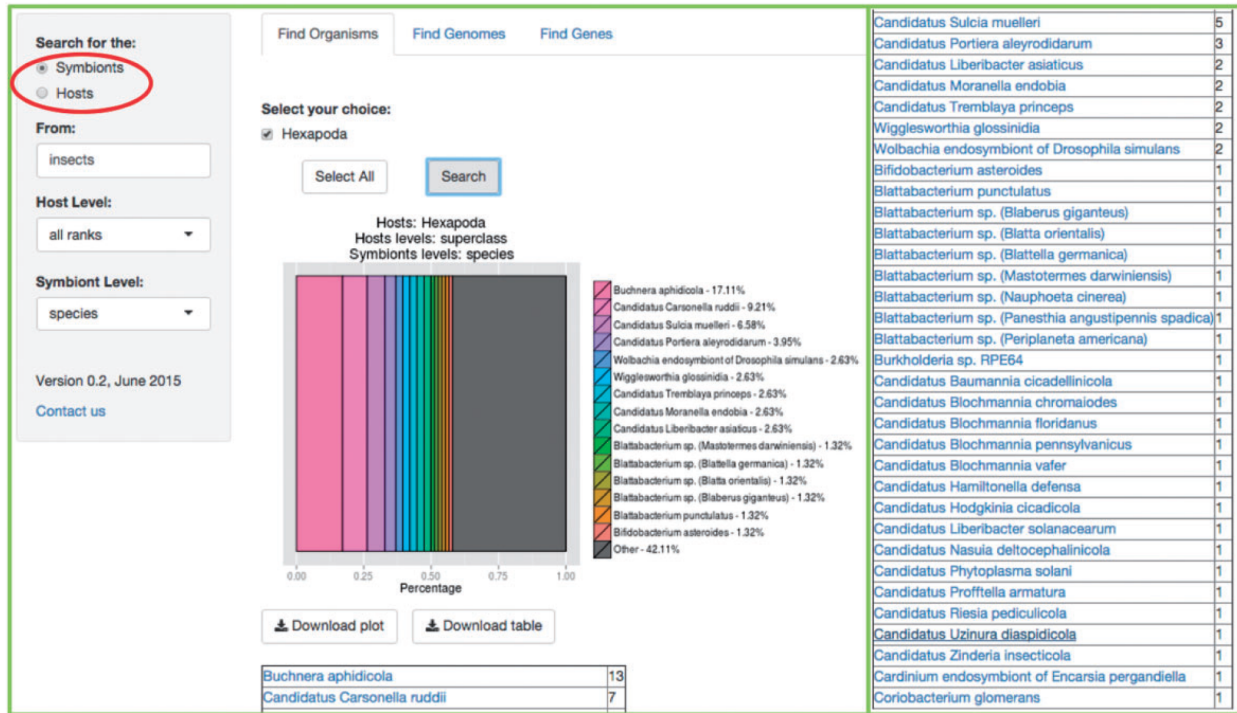 Search for the:
Symbionts
Hosts
From:
insects
Host Level:
all ranks
Symbiont Level:
species
Version 0.2, June 2015
Contact us
Find Organisms Find Genomes Find Genes
Select your choice:
Hexapoda
Select All Search
Hosts: Hexapoda
Hosts levels: superclass
Symbionts levels: species
Buchnera aphidicola - 17.11%
Candidatus Carsonella ruddii - 9.21%
Candidatus Sulcia muelleri - 6.58%
Candidatus Portiera aleyrodidarum - 3.95%
Wolbachia endosymbiont of Drosophila simulans - 2.63%
Wigglesworthia glossinidia - 2.63%
Candidatus Tremblaya princeps - 2.63%
Candidatus Moranella endobia - 2.63%
Candidatus Liberibacter asiaticus - 2.63%
Blattabacterium sp. (Mastotermes darwiniensis) - 1.32%
Blattabacterium sp. (Blattella germanica) - 1.32%
Blattabacterium sp. (Blatta orientalis) - 1.32%
Blattabacterium sp. (Blaberus giganteus) - 1.32%
Blattabacterium punctulatus - 1.32%
Bifidobacterium asteroides - 1.32%
Other - 42.11%
0.00 0.25 0.50 0.75 1.00
Percentage
Download plot Download table
Buchnera aphidicola 13
Candidatus Carsonella ruddii 7
Candidatus Sulcia muelleri 5
Candidatus Portiera aleyrodidarum 3
Candidatus Liberibacter asiaticus 2
Candidatus Moranella endobia 2
Candidatus Tremblaya princeps 2
Wigglesworthia glossinidia 2
Wolbachia endosymbiont of Drosophila simulans 2
Bifidobacterium asteroides 1
Blattabacterium punctulatus 1
Blattabacterium sp. (Blaberus giganteus) 1
Blattabacterium sp. (Blatta orientalis) 1
Blattabacterium sp. (Blattella germanica) 1
Blattabacterium sp. (Mastotermes darwiniensis) 1
Blattabacterium sp. (Nauphoeta cinerea) 1
Blattabacterium sp. (Panesthia angustipennis spadica) 1
Blattabacterium sp. (Periplaneta americana) 1
Burkholderia sp. RPE64 1
Candidatus Baumannia cicadellinicola 1
Candidatus Blochmannia chromaiodes 1
Candidatus Blochmannia floridanus 1
Candidatus Blochmannia pennsylvanicus 1
Candidatus Blochmannia vafer 1
Candidatus Hamiltonella defensa 1
Candidatus Hodgkinia cicadicola 1
Candidatus Liberibacter solanacearum 1
Candidatus Nasuia deltocephalinicola 1
Candidatus Phytoplasma solani 1
Candidatus Profftella armatura 1
Candidatus Riesia pediculicola 1
Candidatus Uzinura diaspidicola 1
Candidatus Zinderia insecticola 1
Cardinium endosymbiont of Encarsia pergandiella 1
Coriobacterium glomerans 1